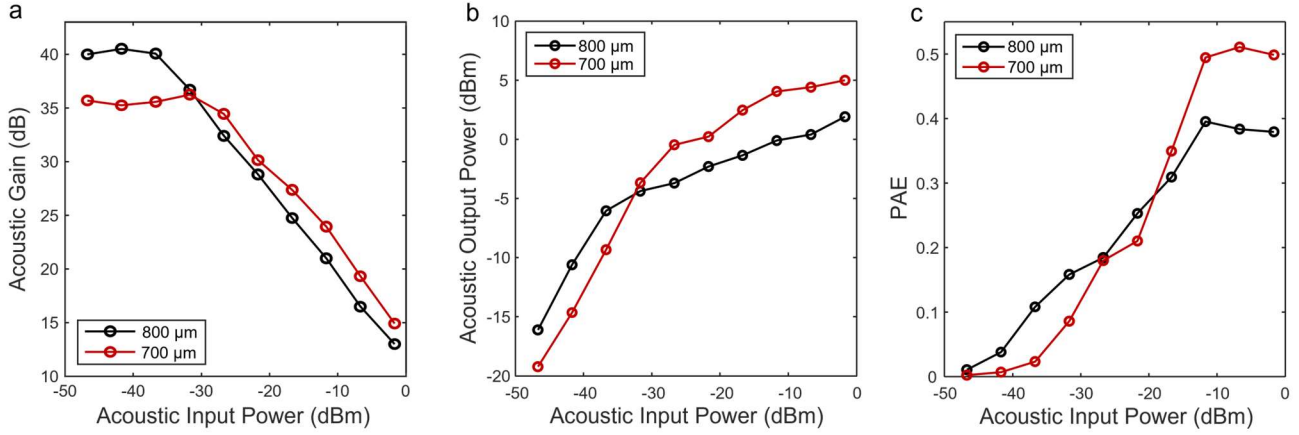 a
Acoustic Gain (dB)
40
35
30
25
20
15
10
800 µm
700 µm
-50
-40
-30
-20
-10
0
Acoustic Input Power (dBm)
b
Acoustic Output Power (dBm)
10
5
0
-5
-10
-15
-20
800 µm
700 µm
-50
-40
-30
-20
-10
0
Acoustic Input Power (dBm)
c
PAE
0.5
0.4
0.3
0.2
0.1
0
800 µm
700 µm
-50
-40
-30
-20
-10
0
Acoustic Input Power (dBm)